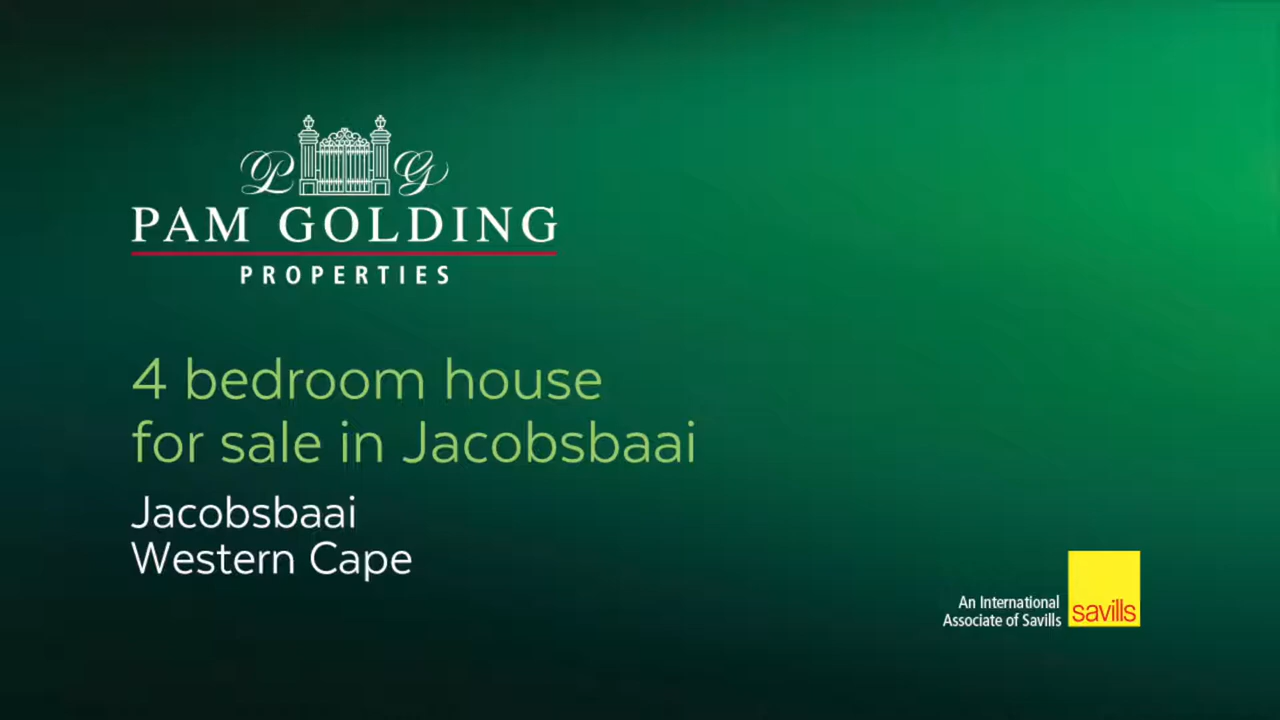 P G
PAM GOLDING
PROPERTIES
4 bedroom house
for sale in Jacobsbaai
Jacobsbaai
Western Cape
An International
Associate of Savills
savills